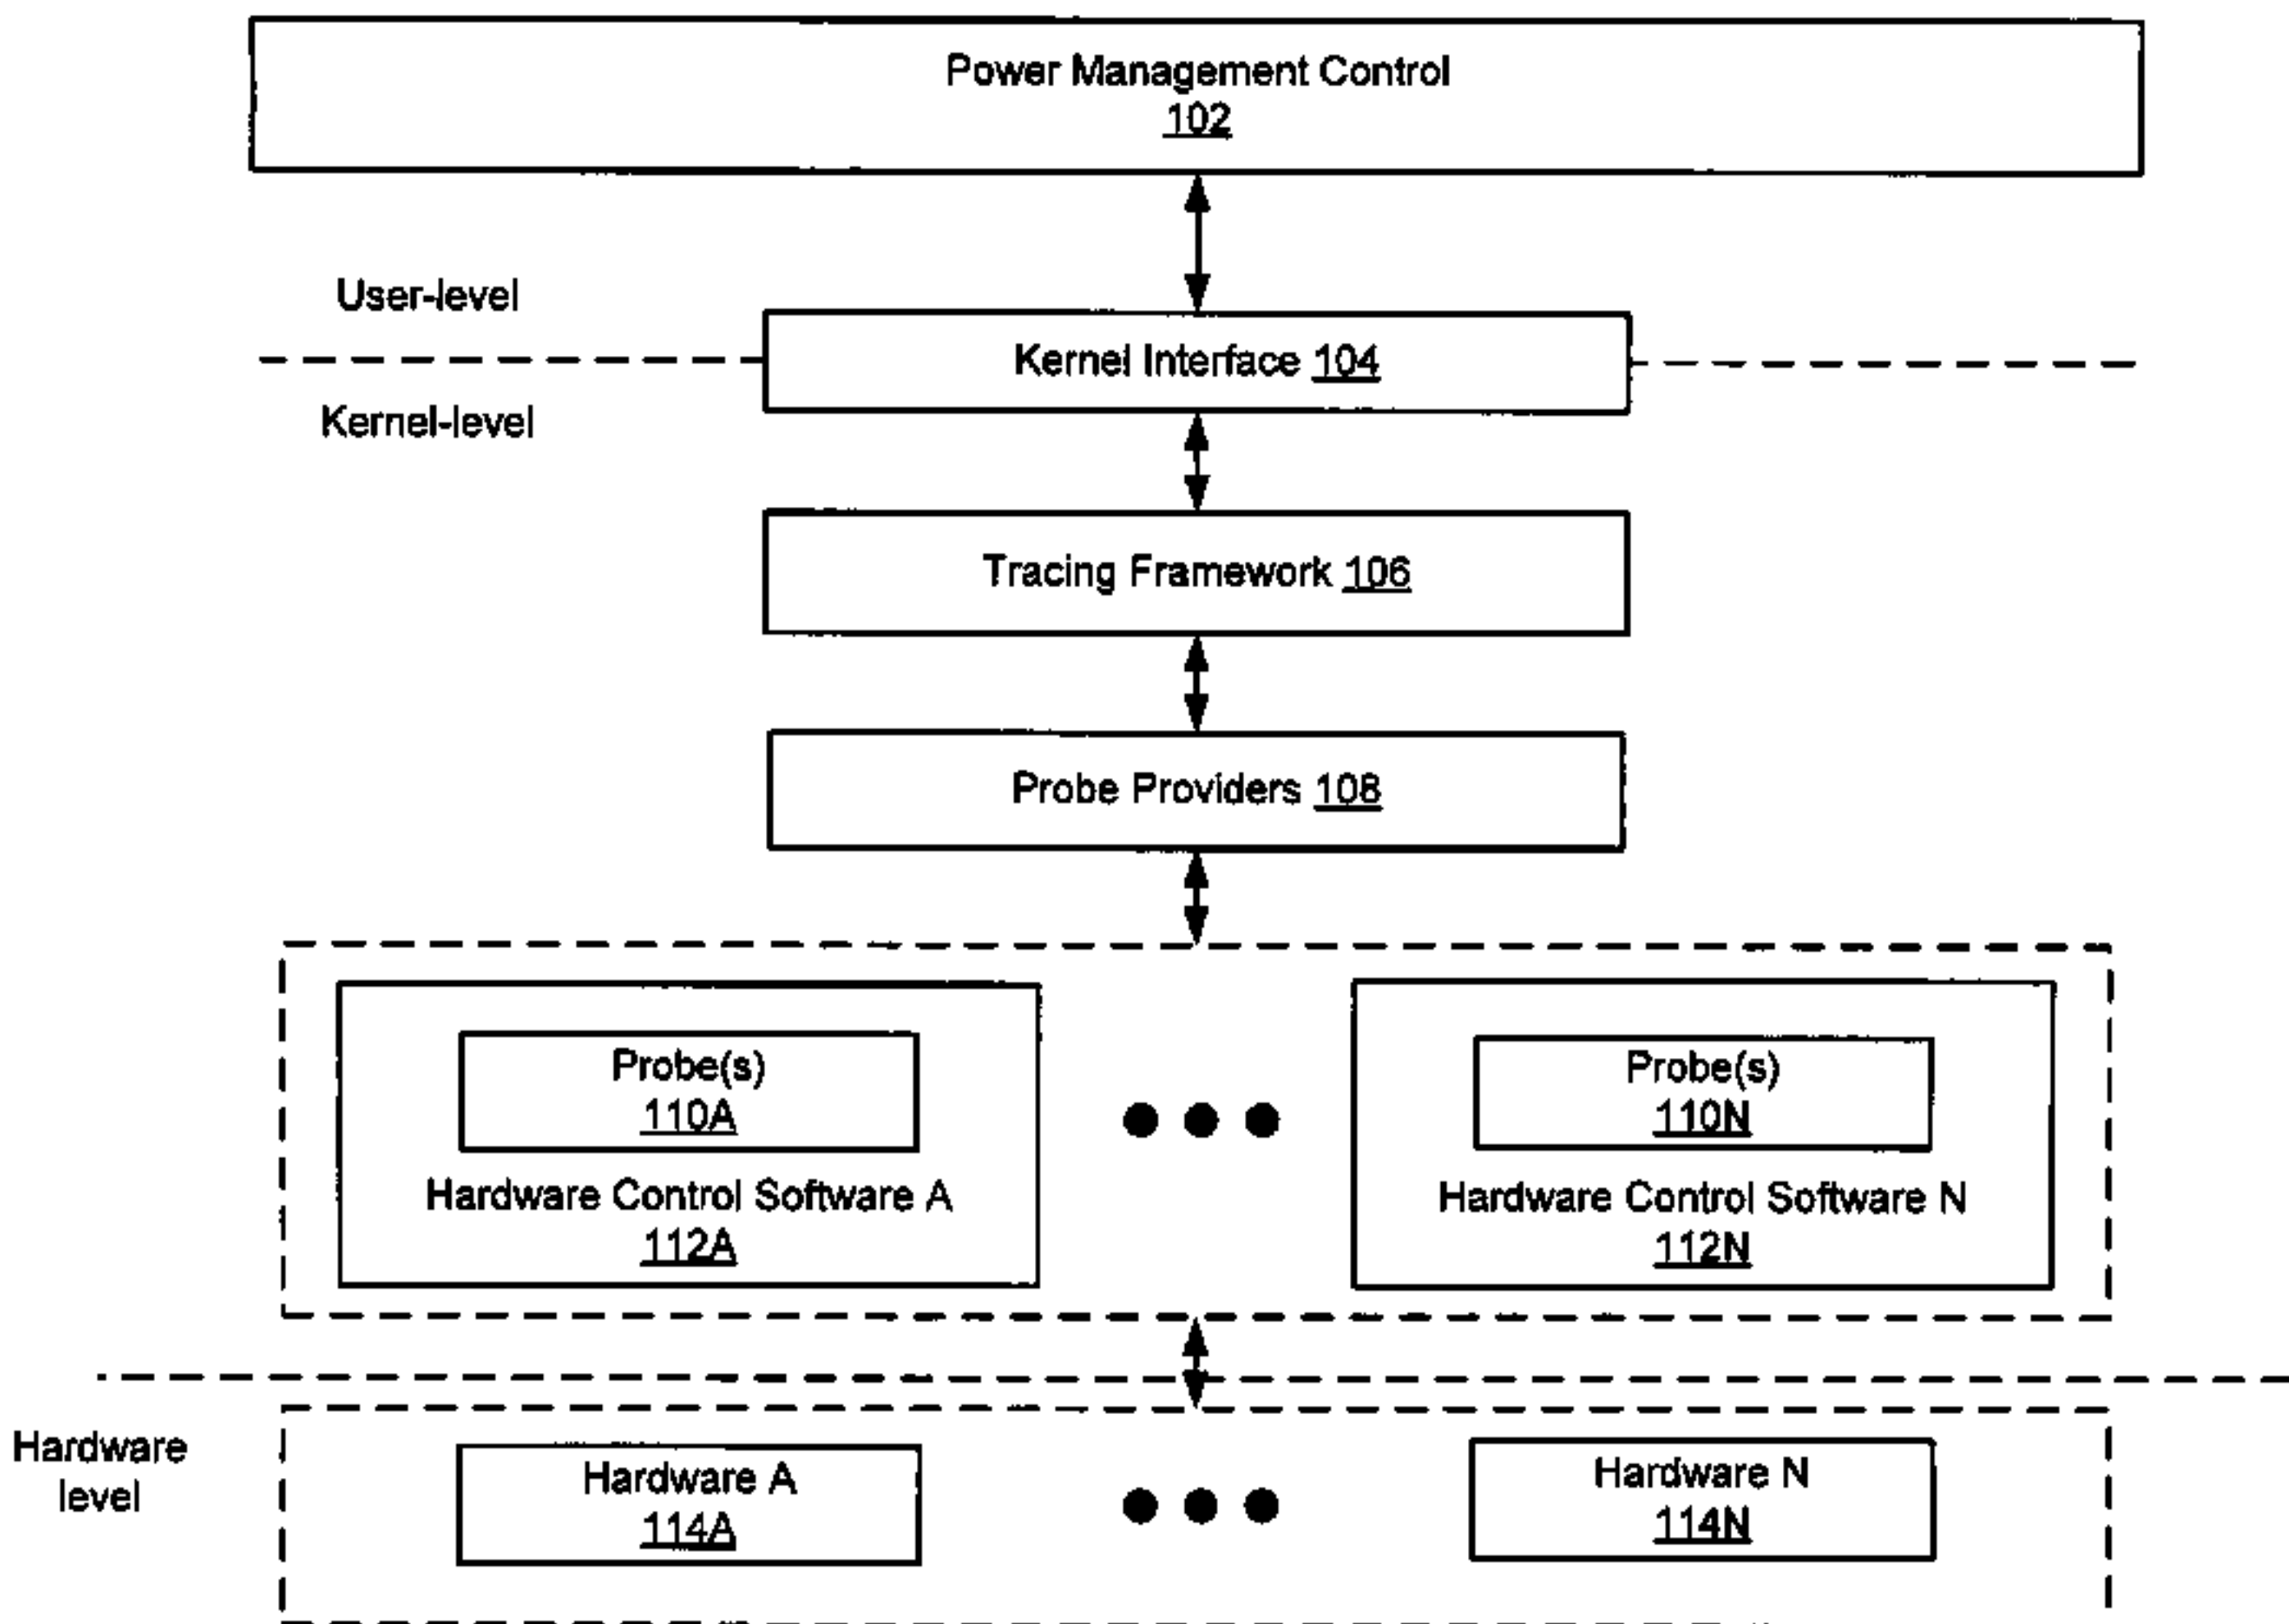 Power Management Control
102
User-level
Kernel Interface 104
Kernel-level
Tracing Framework 106
Probe Providers 108
Probe(s)
110A
Hardware Control Software A
112A
Probe(s)
110N
Hardware Control Software N
112N
Hardware
level
Hardware A
114A
Hardware N
114N